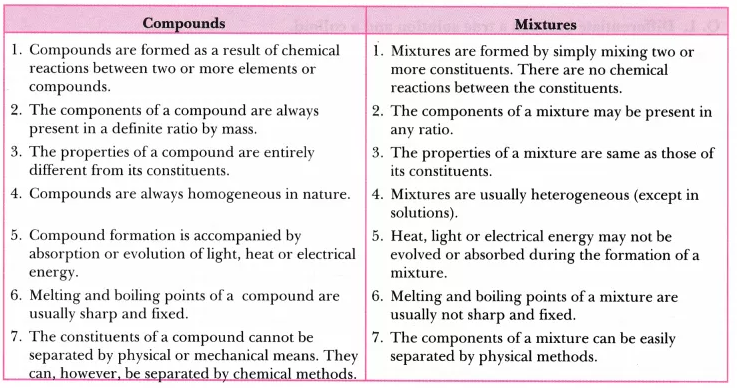 Compounds
Mixtures
1. Compounds are formed as a result of chemical
reactions between two or more elements or
compounds.
1. Mixtures are formed by simply mixing two or
more constituents. There are no chemical
reactions between the constituents.
2. The components of a compound are always
present in a definite ratio by mass.
2. The components of a mixture may be present in
any ratio.
3. The properties of a compound are entirely
different from its constituents.
3. The properties of a mixture are same as those of
its constituents.
4. Compounds are always homogeneous in nature.
4. Mixtures are usually heterogeneous (except in
solutions).
5. Compound formation is accompanied by
absorption or evolution of light, heat or electrical
energy.
5. Heat, light or electrical energy may not be
evolved or absorbed during the formation of a
mixture.
6. Melting and boiling points of a compound are
usually sharp and fixed.
6. Melting and boiling points of a mixture are
usually not sharp and fixed.
7. The constituents of a compound cannot be
separated by physical or mechanical means. They
can, however, be separated by chemical methods.
7. The components of a mixture can be easily
separated by physical methods.